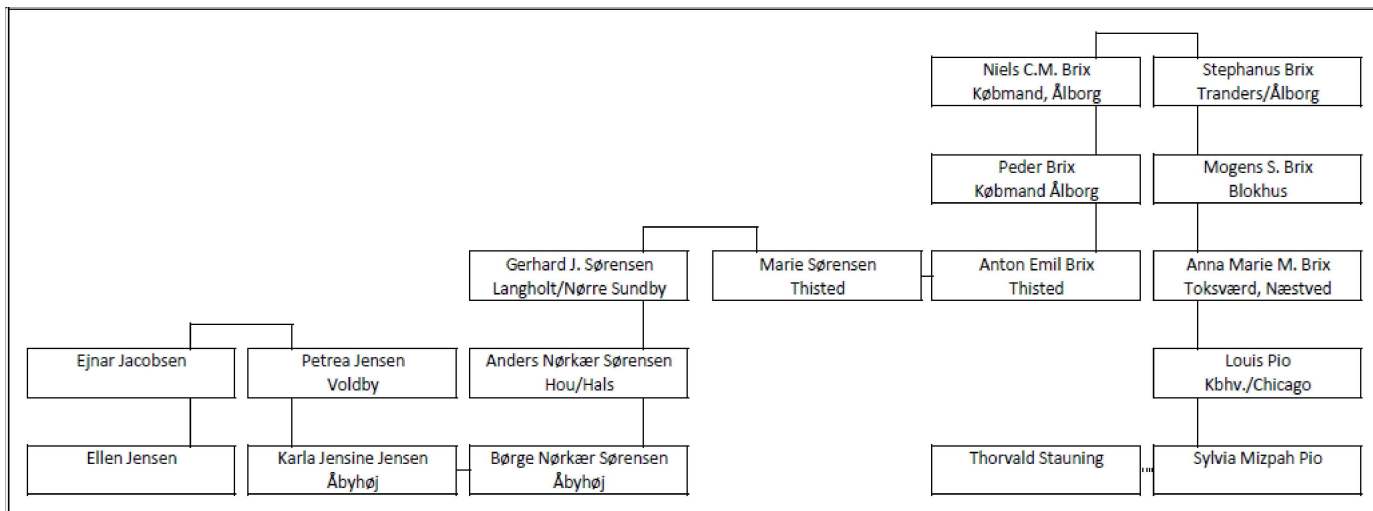 Niels C.M. Brix
Købmand, Ålborg
Stephanus Brix
Tranders/Ålborg
Peder Brix
Købmand Ålborg
Mogens S. Brix
Blokhus
Gerhard J. Sørensen
Langholt/Nørre Sundby
Marie Sørensen
Thisted
Anton Emil Brix
Thisted
Anna Marie M. Brix
Toksværd, Næstved
Ejnar Jacobsen
Petrea Jensen
Voldby
Anders Nørkær Sørensen
Hou/Hals
Louis Pio
Kbhv./Chicago
Ellen Jensen
Karla Jensine Jensen
Åbyhøj
Børge Nørkær Sørensen
Åbyhøj
Thorvald Stauning
Sylvia Mizpah Pio